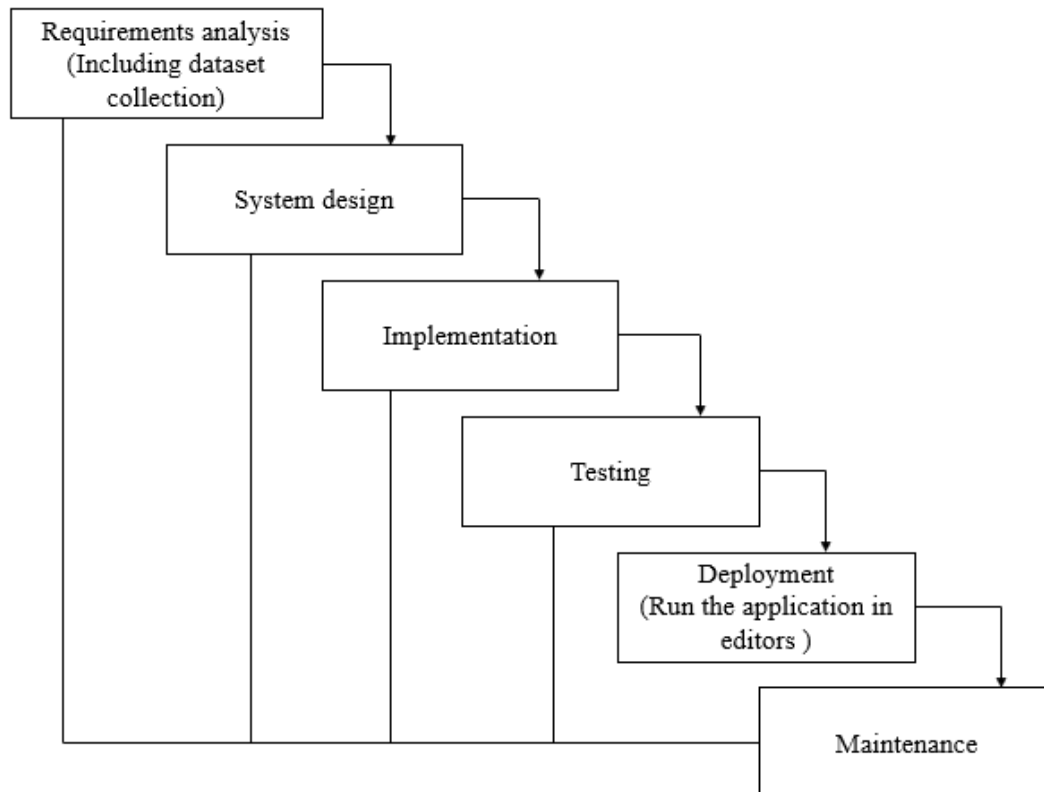 Requirements analysis
(Including dataset
collection)
System design
Implementation
Testing
Deployment
(Run the application in
editors )
Maintenance